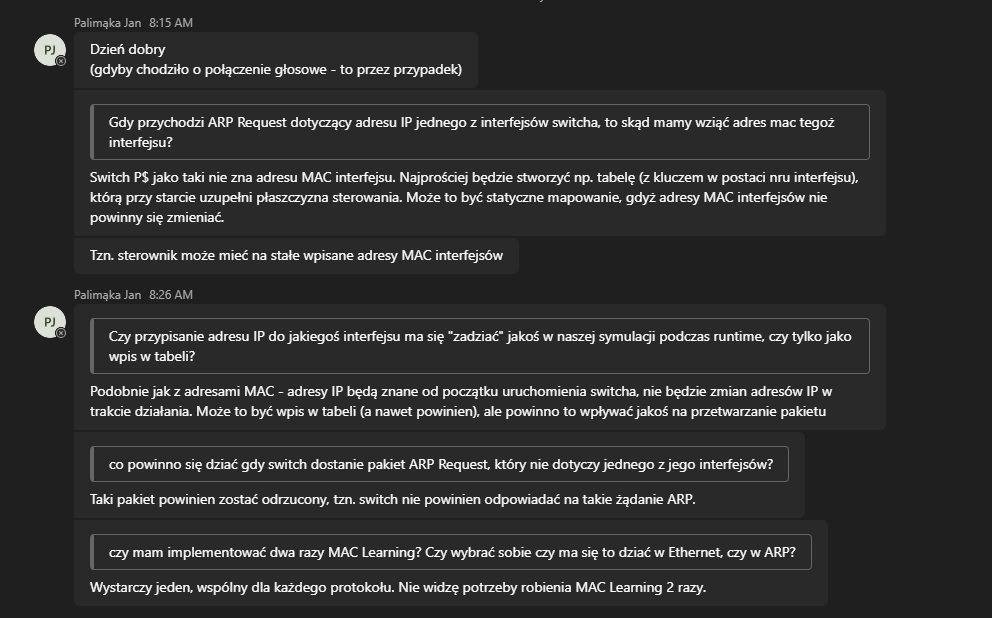 Palimąka Jan 8:15 AM
PJ
Dzień dobry
(gdyby chodziło o połączenie głosowe - to przez przypadek)
Gdy przychodzi ARP Request dotyczący adresu IP jednego z interfejsów switcha, to skąd mamy wziąć adres mac tegoż
interfejsu?
Switch P$ jako taki nie zna adresu MAC interfejsu. Najprościej będzie stworzyć np. tabelę (z kluczem w postaci nru interfejsu),
którą przy starcie uzupełni płaszczyzna sterowania. Może to być statyczne mapowanie, gdyż adresy MAC interfejsów nie
powinny się zmieniać.
Tzn. sterownik może mieć na stałe wpisane adresy MAC interfejsów
Palimąka Jan 8:26 AM
PJ
Czy przypisanie adresu IP do jakiegoś interfejsu ma się "zadziać" jakoś w naszej symulacji podczas runtime, czy tylko jako
wpis w tabeli?
Podobnie jak z adresami MAC - adresy IP będą znane od początku uruchomienia switcha, nie będzie zmian adresów IP w
trakcie działania. Może to być wpis w tabeli (a nawet powinien), ale powinno to wpływać jakoś na przetwarzanie pakietu
co powinno się dziać gdy switch dostanie pakiet ARP Request, który nie dotyczy jednego z jego interfejsów?
Taki pakiet powinien zostać odrzucony, tzn. switch nie powinien odpowiadać na takie żądanie ARP.
czy mam implementować dwa razy MAC Learning? Czy wybrać sobie czy ma się to dziać w Ethernet, czy w ARP?
Wystarczy jeden, wspólny dla każdego protokołu. Nie widzę potrzeby robienia MAC Learning 2 razy.